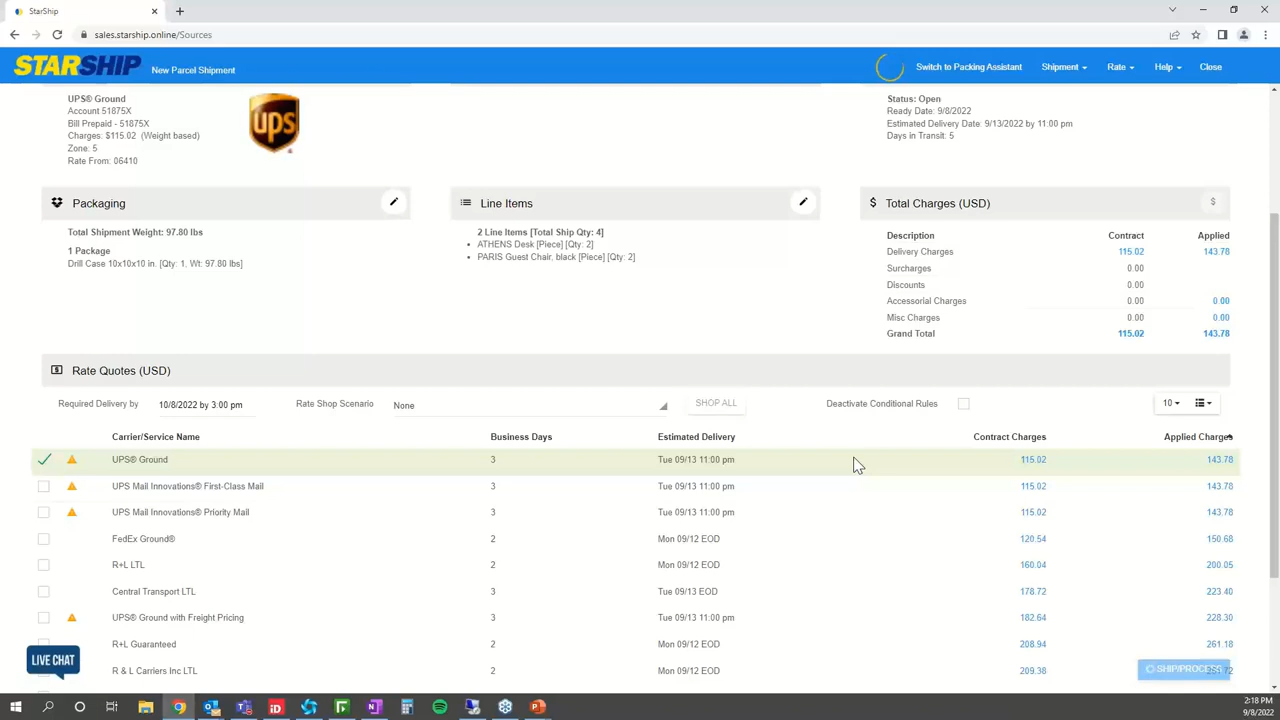 StarShip
sales.starship.online/Sources
STARSHIP
New Parcel Shipment
Switch to Packing Assistant
Shipment
Rate
Help
Close
UPS® Ground
Account 51875X
Bill Prepaid - 51875X
Charges: $115.02 (Weight based)
Zone: 5
Rate From: 06410
ups
Status: Open
Ready Date: 9/8/2022
Estimated Delivery Date: 9/13/2022 by 11:00 pm
Days in Transit: 5
Packaging
Total Shipment Weight: 97.80 lbs
1 Package
Drill Case 10x10x10 in. [Qty: 1, Wt: 97.80 lbs]
Line Items
2 Line Items [Total Ship Qty: 4]
• ATHENS Desk [Piece] [Qty: 2]
• PARIS Guest Chair, black [Piece] [Qty: 2]
$ Total Charges (USD) $
Description Contract Applied
Delivery Charges 115.02 143.78
Surcharges 0.00
Discounts 0.00
Accessorial Charges 0.00 0.00
Misc Charges 0.00 0.00
Grand Total 115.02 143.78
Rate Quotes (USD)
Required Delivery by 10/8/2022 by 3:00 pm Rate Shop Scenario None SHOP ALL Deactivate Conditional Rules 10
Carrier/Service Name Business Days Estimated Delivery Contract Charges Applied Charges
UPS® Ground 3 Tue 09/13 11:00 pm 115.02 143.78
UPS Mail Innovations® First-Class Mail 3 Tue 09/13 11:00 pm 115.02 143.78
UPS Mail Innovations® Priority Mail 3 Tue 09/13 11:00 pm 115.02 143.78
FedEx Ground® 2 Mon 09/12 EOD 120.54 150.68
R+L LTL 2 Mon 09/12 EOD 160.04 200.05
Central Transport LTL 3 Tue 09/13 EOD 178.72 223.40
UPS® Ground with Freight Pricing 3 Tue 09/13 11:00 pm 182.64 228.30
R+L Guaranteed 2 Mon 09/12 EOD 208.94 261.18
R & L Carriers Inc LTL 2 Mon 09/12 EOD 209.38
LIVE CHAT
SHIP/PROCESS
2:18 PM
9/8/2022